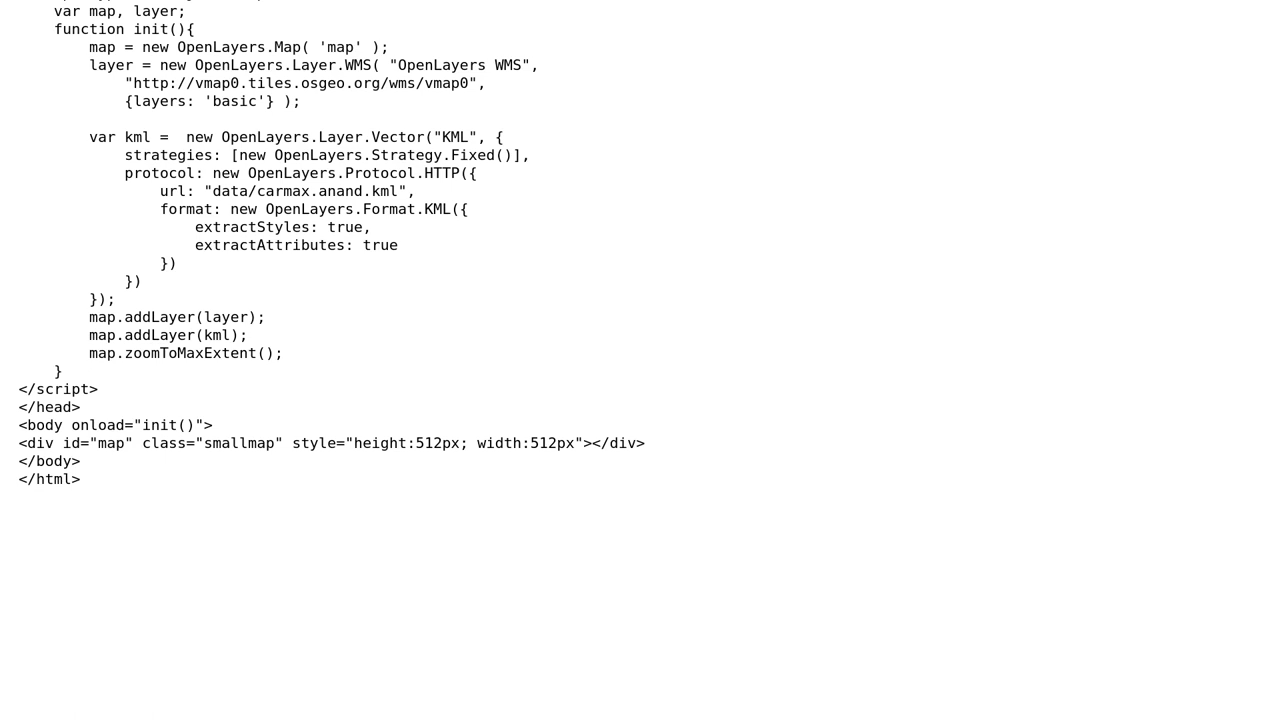 var map, layer;
function init(){
map = new OpenLayers.Map( 'map' );
layer = new OpenLayers.Layer.WMS( "OpenLayers WMS",
"http://vmap0.tiles.osgeo.org/wms/vmap0",
{layers: 'basic'} );
var kml =  new OpenLayers.Layer.Vector("KML", {
strategies: [new OpenLayers.Strategy.Fixed()],
protocol: new OpenLayers.Protocol.HTTP({
url: "data/carmax.anand.kml",
format: new OpenLayers.Format.KML({
extractStyles: true,
extractAttributes: true
})
})
});
map.addLayer(layer);
map.addLayer(kml);
map.zoomToMaxExtent();
}
</script>
</head>
<body onload="init()">
<div id="map" class="smallmap" style="height:512px; width:512px"></div>
</body>
</html>